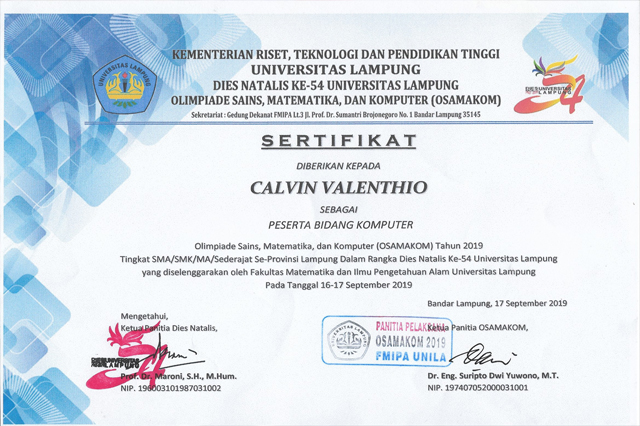 UNIVERSITAS LAMPUNG
KEMENTERIAN RISET, TEKNOLOGI DAN PENDIDIKAN TINGGI
UNIVERSITAS LAMPUNG
DIES NATALIS KE-54 UNIVERSITAS LAMPUNG
OLIMPIADE SAINS, MATEMATIKA, DAN KOMPUTER (OSAMAKOM)
Sekretariat : Gedung Dekanat FMIPA Lt.3 Jl. Prof. Dr. Sumantri Brojonegoro No. 1 Bandar Lampung 35145
54
DIES UNIVERSITAS
LAMPUNG
SERTIFIKAT
DIBERIKAN KEPADA
CALVIN VALENTHIO
SEBAGAI
PESERTA BIDANG KOMPUTER
Olimpiade Sains, Matematika, dan Komputer (OSAMAKOM) Tahun 2019
Tingkat SMA/SMK/MA/Sederajat Se-Provinsi Lampung Dalam Rangka Dies Natalis Ke-54 Universitas Lampung
yang diselenggarakan oleh Fakultas Matematika dan Ilmu Pengetahuan Alam Universitas Lampung
Pada Tanggal 16-17 September 2019
Bandar Lampung, 17 September 2019
Mengetahui,
Ketua Panitia Dies Natalis,
Ketua Panitia OSAMAKOM,
PANITIA
OSAMAKOM 2019
FMIPA UNILA
Prof. Dr. Maroni, S.H., M.Hum.
NIP. 196003101987031002
Dr. Eng. Suripto Dwi Yuwono, M.T.
NIP. 197407052000031001